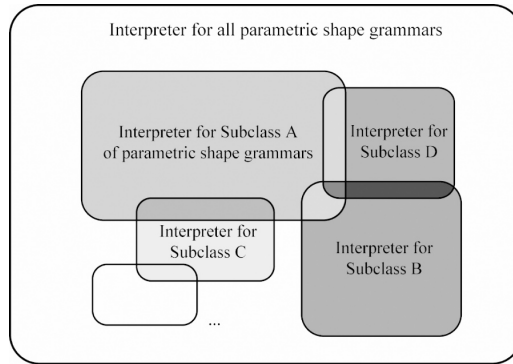 Interpreter for all parametric shape grammars
Interpreter for Subclass A
of parametric shape grammars
Interpreter for
Subclass D
Interpreter for
Subclass C
Interpreter for
Subclass B
...